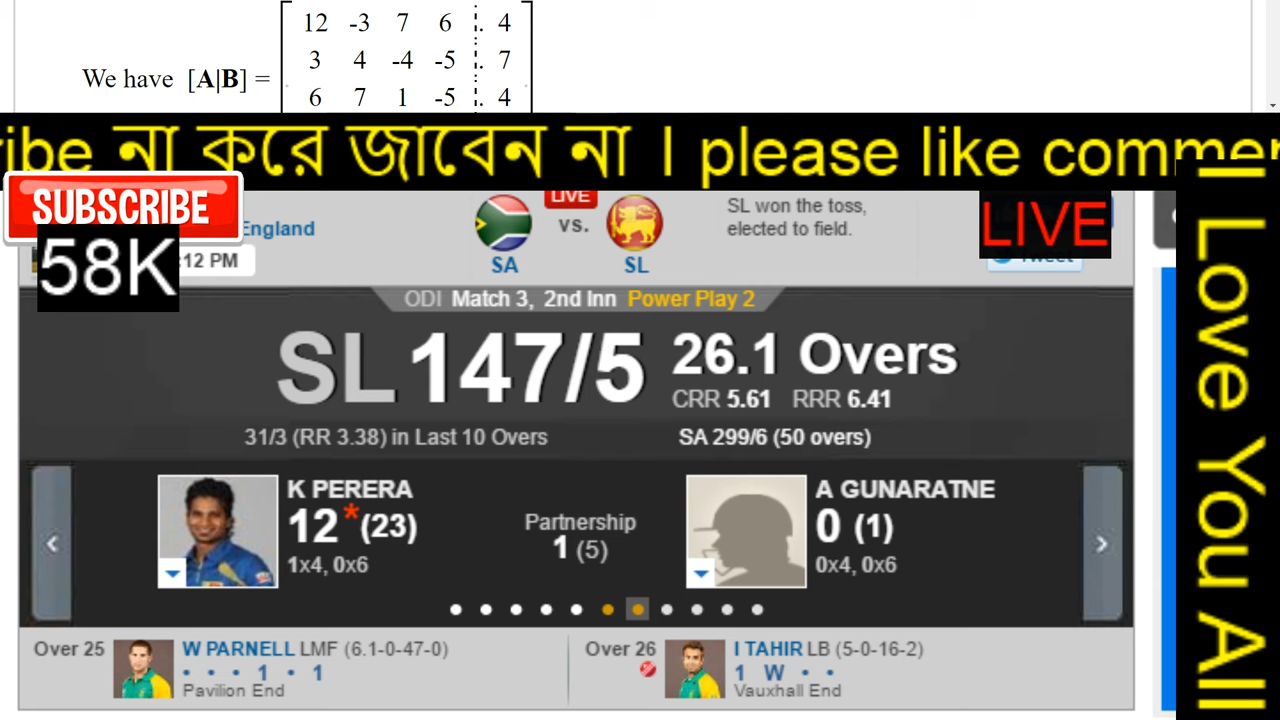 12 -3 7 6 : 4
3 4 -4 -5 : 7
We have [A|B] =
6 7 1 -5 : 4
ibe না করে জাবেন না I please like comme
SUBSCRIBE
58K
England
:12 PM
LIVE
vs.
SA
SL
SL won the toss,
elected to field.
LIVE
Tweet
I Love You All
ODI Match 3, 2nd Inn Power Play 2
SL 147/5
26.1 Overs
CRR 5.61 RRR 6.41
31/3 (RR 3.38) in Last 10 Overs
SA 299/6 (50 overs)
K PERERA
12*(23)
1x4, 0x6
Partnership
1 (5)
A GUNARATNE
0 (1)
0x4, 0x6
Over 25
W PARNELL LMF (6.1-0-47-0)
• • • 1 • 1
Pavilion End
Over 26
I TAHIR LB (5-0-16-2)
1 W • •
Vauxhall End